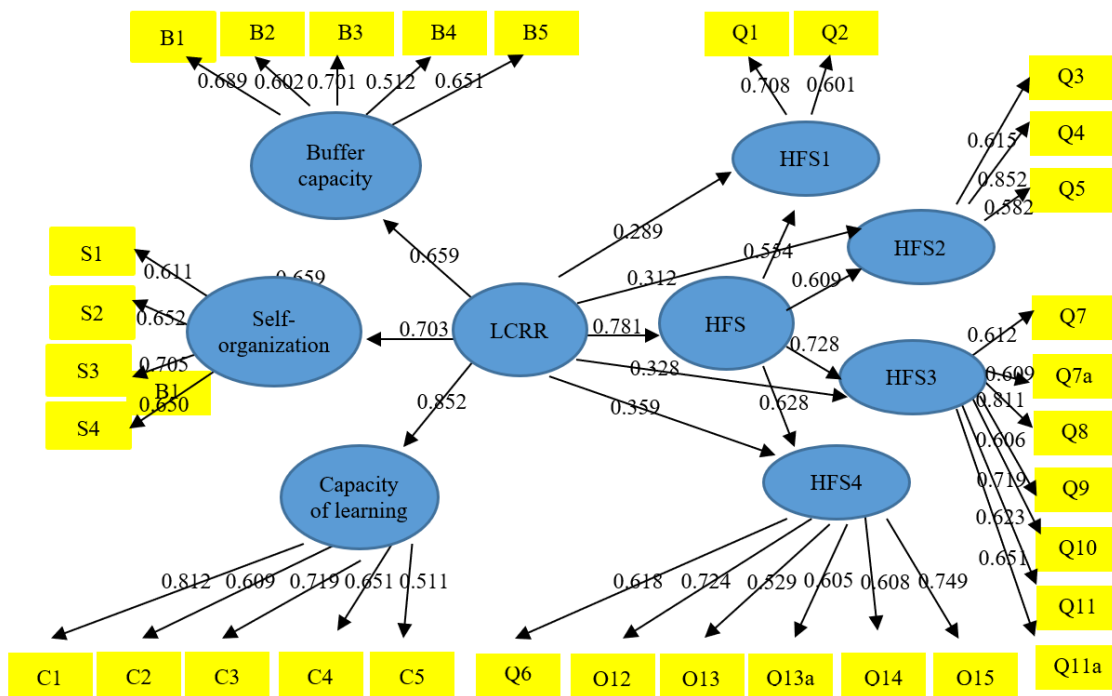 B1
B2
B3
B4
B5
Q1
Q2
Q3
0.689
0.602
0.701
0.512
0.651
0.708
0.601
0.615
Q4
Buffer
capacity
HFS1
0.852
Q5
0.582
S1
0.611
0.659
0.659
0.289
0.312
0.554
0.609
HFS2
S2
0.652
Self-
organization
0.703
LCRR
0.781
HFS
Q7
0.612
S3
0.705
B1
0.650
S4
0.852
0.328
0.359
0.728
0.628
HFS3
0.609
Q7a
0.811
Q8
0.606
Capacity
of learning
HFS4
0.719
Q9
0.623
Q10
0.651
Q11
0.812
0.609
0.719
0.651
0.511
0.618
0.724
0.529
0.605
0.608
0.749
C1
C2
C3
C4
C5
Q6
O12
O13
O13a
O14
O15
Q11a